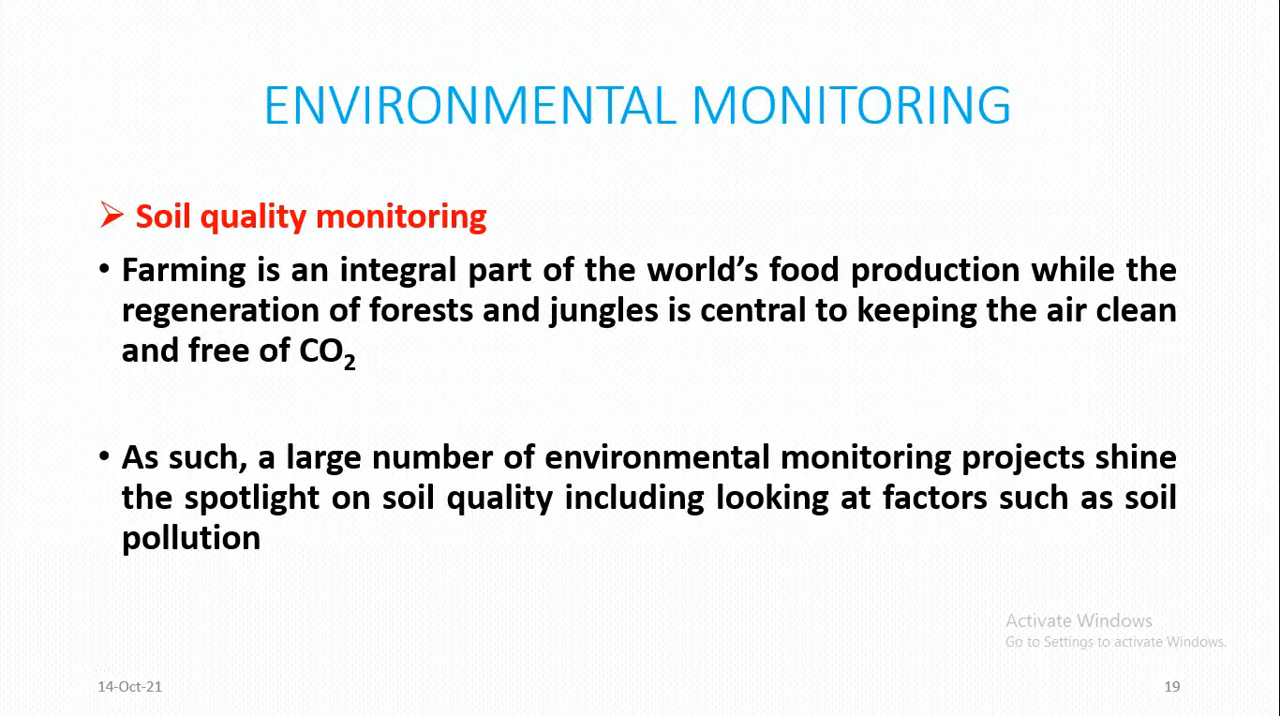 ENVIRONMENTAL MONITORING
➢ Soil quality monitoring
• Farming is an integral part of the world’s food production while the
regeneration of forests and jungles is central to keeping the air clean
and free of CO₂
• As such, a large number of environmental monitoring projects shine
the spotlight on soil quality including looking at factors such as soil
pollution
Activate Windows
Go to Settings to activate Windows.
14-Oct-21
19